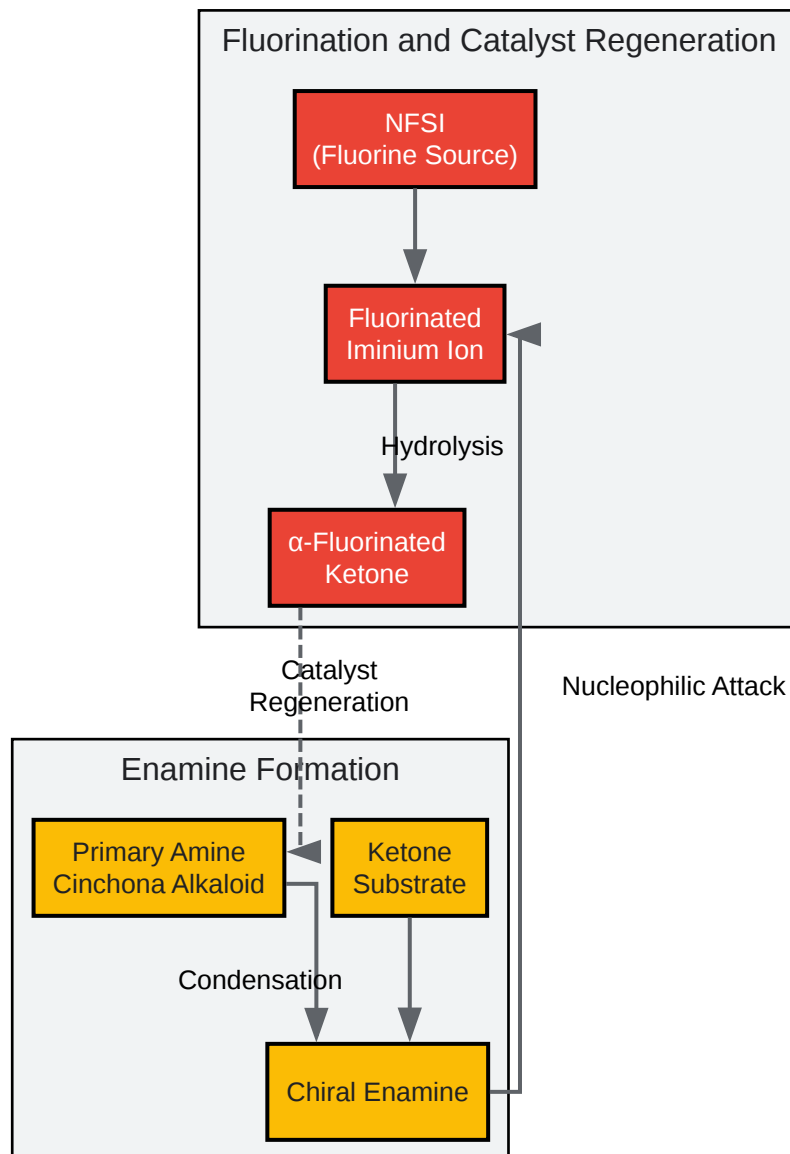 Fluorination and Catalyst Regeneration
NFSI
(Fluorine Source)
Fluorinated
Iminium Ion
Hydrolysis
α-Fluorinated
Ketone
Catalyst
Regeneration
Nucleophilic Attack
Enamine Formation
Primary Amine
Cinchona Alkaloid
Ketone
Substrate
Condensation
Chiral Enamine